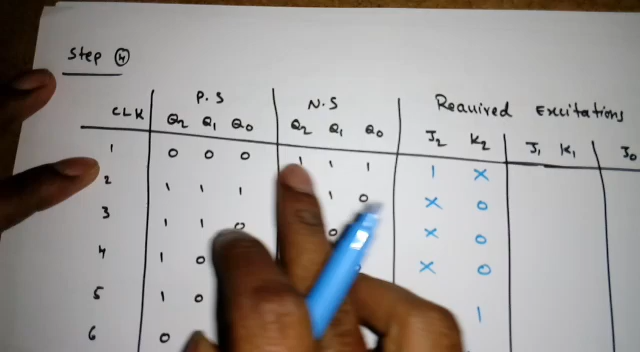 Step 4
P.S N.S Required Excitations
CLK Q2 Q1 Q0 Q2 Q1 Q0 J2 K2 J1 K1 J0
1 0 0 0 1 1 1 1 X
2 1 1 1 1 0 X 0
3 1 1 0 0 X 0
4 1 0 X 0
5 1 0 1
6 0